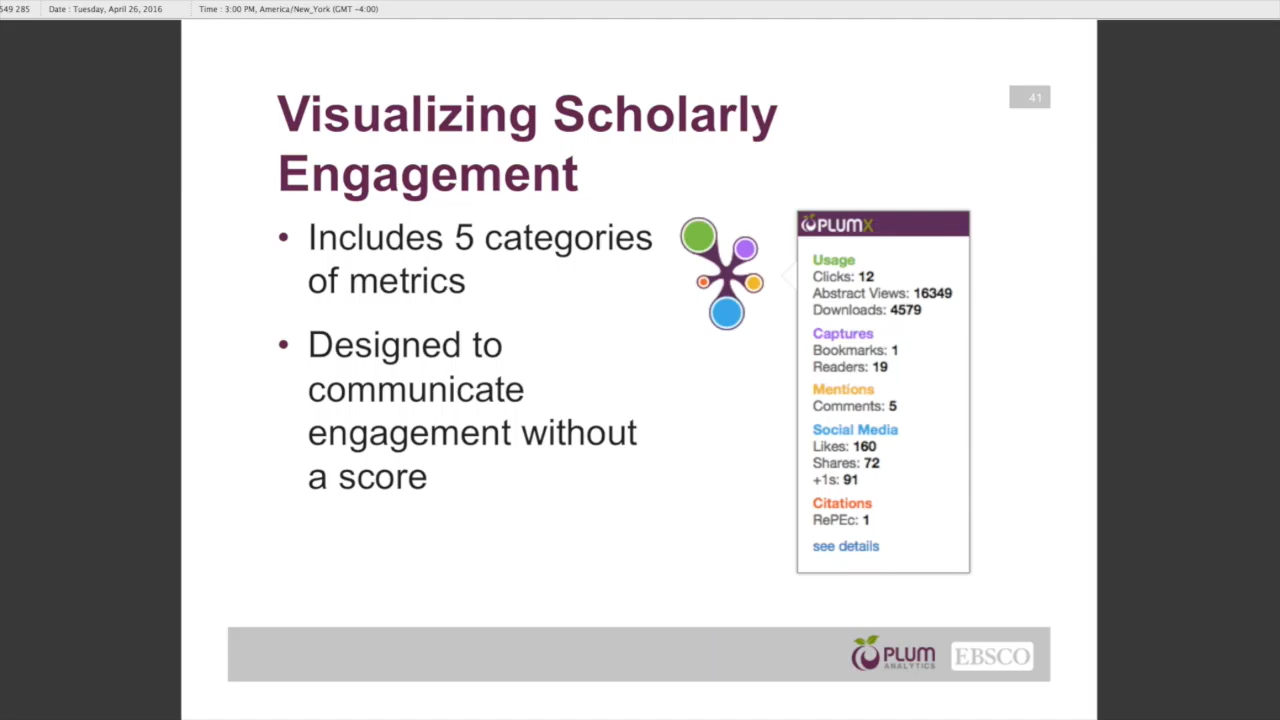 549 285 Date : Tuesday, April 26, 2016 Time : 3:00 PM, America/New_York (GMT -4:00)
41
Visualizing Scholarly
Engagement
• Includes 5 categories
of metrics
• Designed to
communicate
engagement without
a score
PLUMX
Usage
Clicks: 12
Abstract Views: 16349
Downloads: 4579
Captures
Bookmarks: 1
Readers: 19
Mentions
Comments: 5
Social Media
Likes: 160
Shares: 72
+1s: 91
Citations
RePEc: 1
see details
PLUM
ANALYTICS
EBSCO